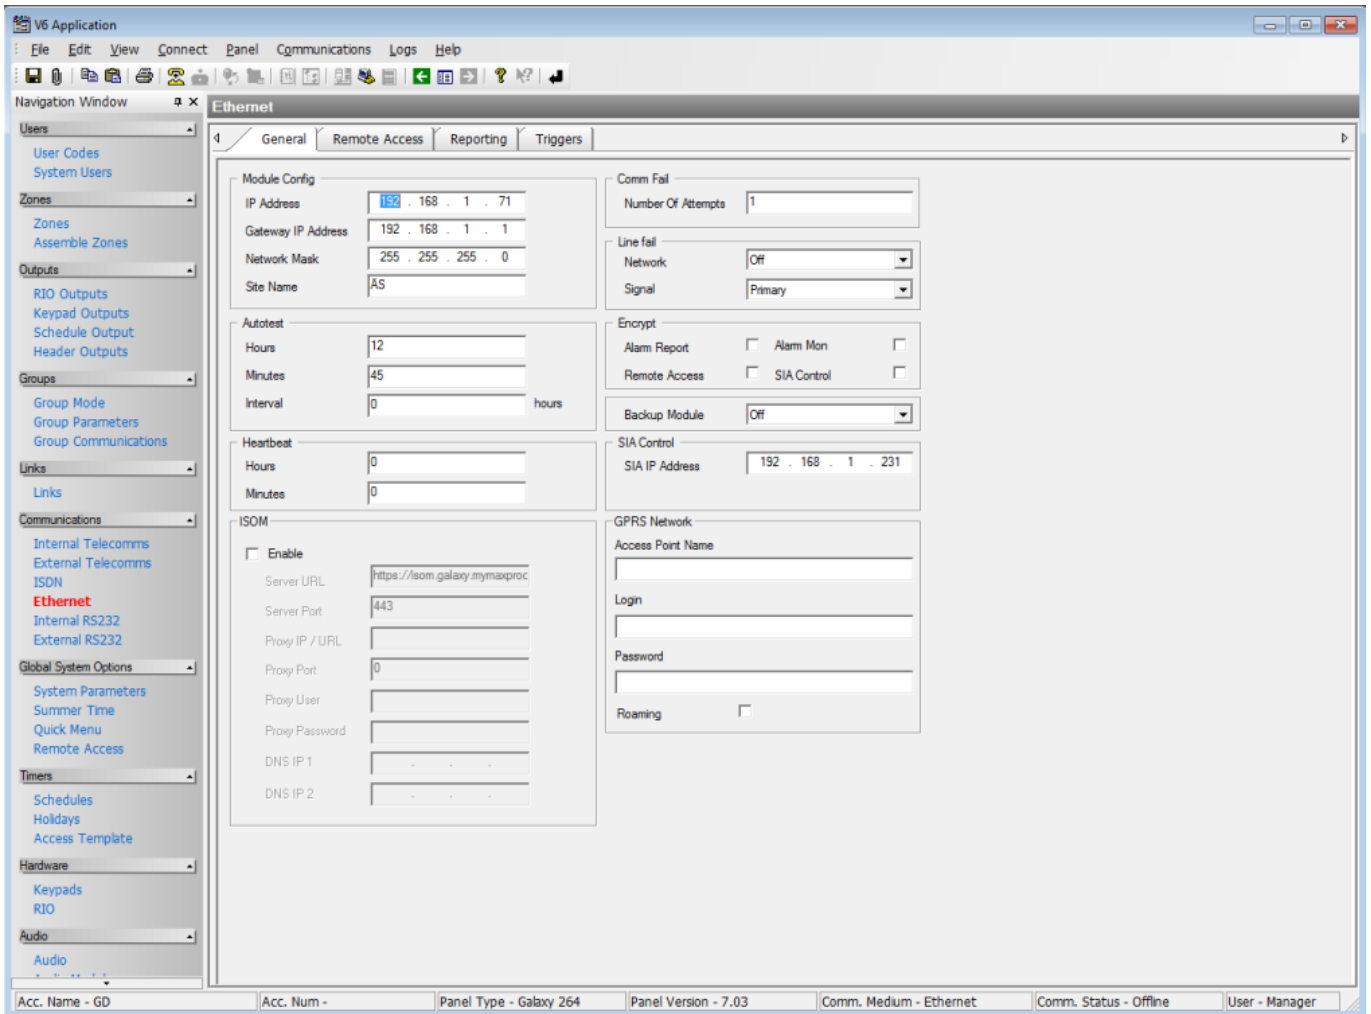 V6 Application
File Edit View Connect Panel Communications Logs Help
Navigation Window
Ethernet
Users
User Codes
System Users
Zones
Zones
Assemble Zones
Outputs
RIO Outputs
Keypad Outputs
Schedule Output
Header Outputs
Groups
Group Mode
Group Parameters
Group Communications
Links
Links
Communications
Internal Telecomms
External Telecomms
ISDN
Ethernet
Internal RS232
External RS232
Global System Options
System Parameters
Summer Time
Quick Menu
Remote Access
Timers
Schedules
Holidays
Access Template
Hardware
Keypads
RIO
Audio
Audio
General Remote Access Reporting Triggers
Module Config
IP Address 192 . 168 . 1 . 71
Gateway IP Address 192 . 168 . 1 . 1
Network Mask 255 . 255 . 255 . 0
Site Name AS
Autotest
Hours 12
Minutes 45
Interval 0 hours
Heartbeat
Hours 0
Minutes 0
ISOM
Enable
Server URL https://isom.galaxy.mymaxproc
Server Port 443
Proxy IP / URL
Proxy Port 0
Proxy User
Proxy Password
DNS IP 1 . . .
DNS IP 2 . . .
Comm Fail
Number Of Attempts 1
Line fail
Network Off
Signal Primary
Encrypt
Alarm Report Alarm Mon
Remote Access SIA Control
Backup Module Off
SIA Control
SIA IP Address 192 . 168 . 1 . 231
GPRS Network
Access Point Name
Login
Password
Roaming
Acc. Name - GD Acc. Num - Panel Type - Galaxy 264 Panel Version - 7.03 Comm. Medium - Ethernet Comm. Status - Offline User - Manager